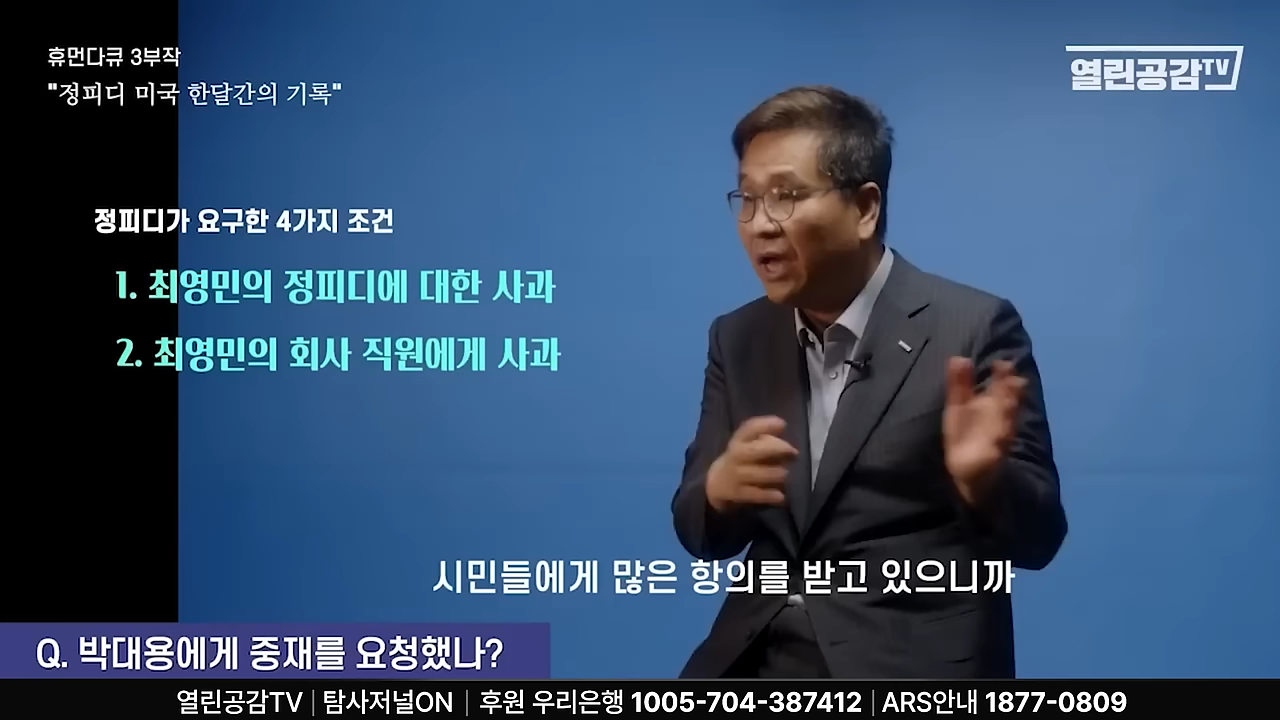 휴먼다큐 3부작
"정피디 미국 한달간의 기록"
열린공감TV
정피디가 요구한 4가지 조건
1. 최영민의 정피디에 대한 사과
2. 최영민의 회사 직원에게 사과
시민들에게 많은 항의를 받고 있으니까
Q. 박대용에게 중재를 요청했나?
열린공감TV | 탐사저널ON | 후원 우리은행 1005-704-387412 | ARS안내 1877-0809